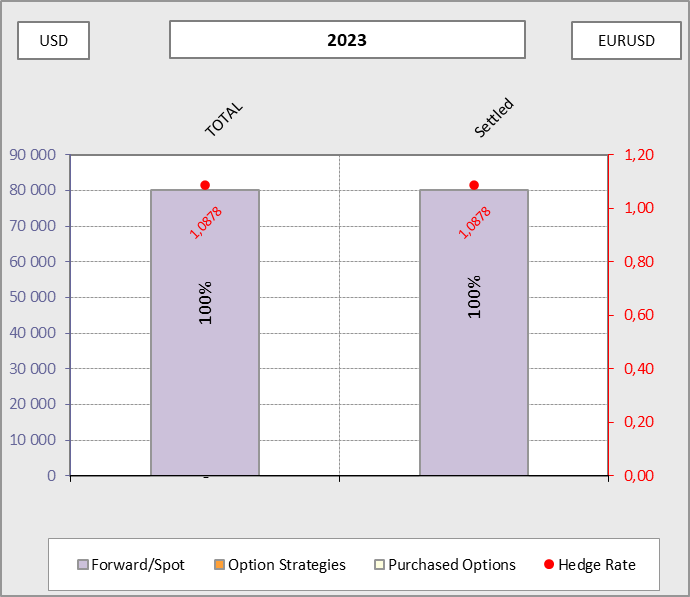 USD
2023
EURUSD
TOTAL
Settled
90 000
80 000
70 000
60 000
50 000
40 000
30 000
20 000
10 000
0
1,20
1,00
0,80
0,60
0,40
0,20
0,00
1,0878
1,0878
100%
100%
-
Forward/Spot
Option Strategies
Purchased Options
Hedge Rate